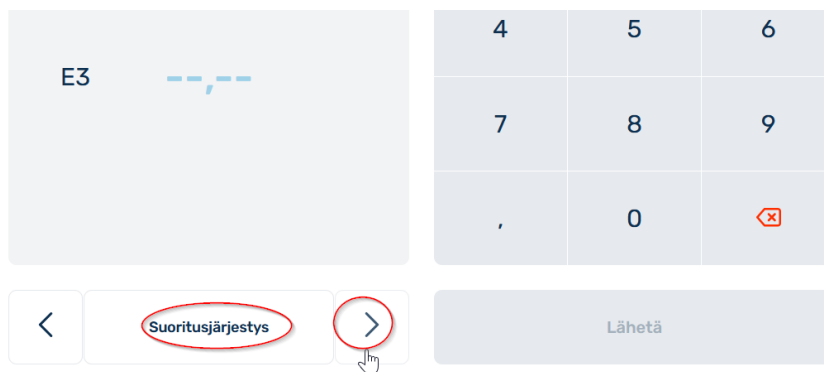 4 5 6
E3 --,--
7 8 9
, 0
Suoritusjärjestys
Lähetä